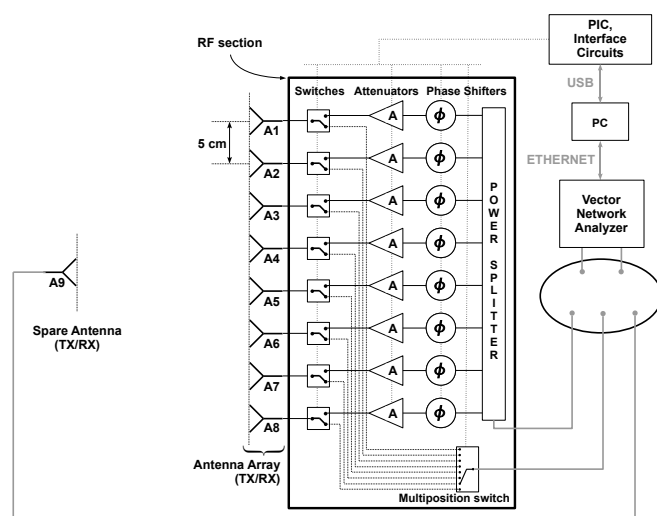 PIC,
Interface
Circuits
RF section
USB
Switches
Attenuators
Phase Shifters
PC
ETHERNET
Vector
Network
Analyzer
A1
A
ϕ
5 cm
A2
A
ϕ
A3
A
ϕ
A4
A
ϕ
A5
A
ϕ
A6
A
ϕ
A7
A
ϕ
A8
A
ϕ
POWER SPLITTER
A9
Spare Antenna
(TX/RX)
Antenna Array
(TX/RX)
Multiposition switch